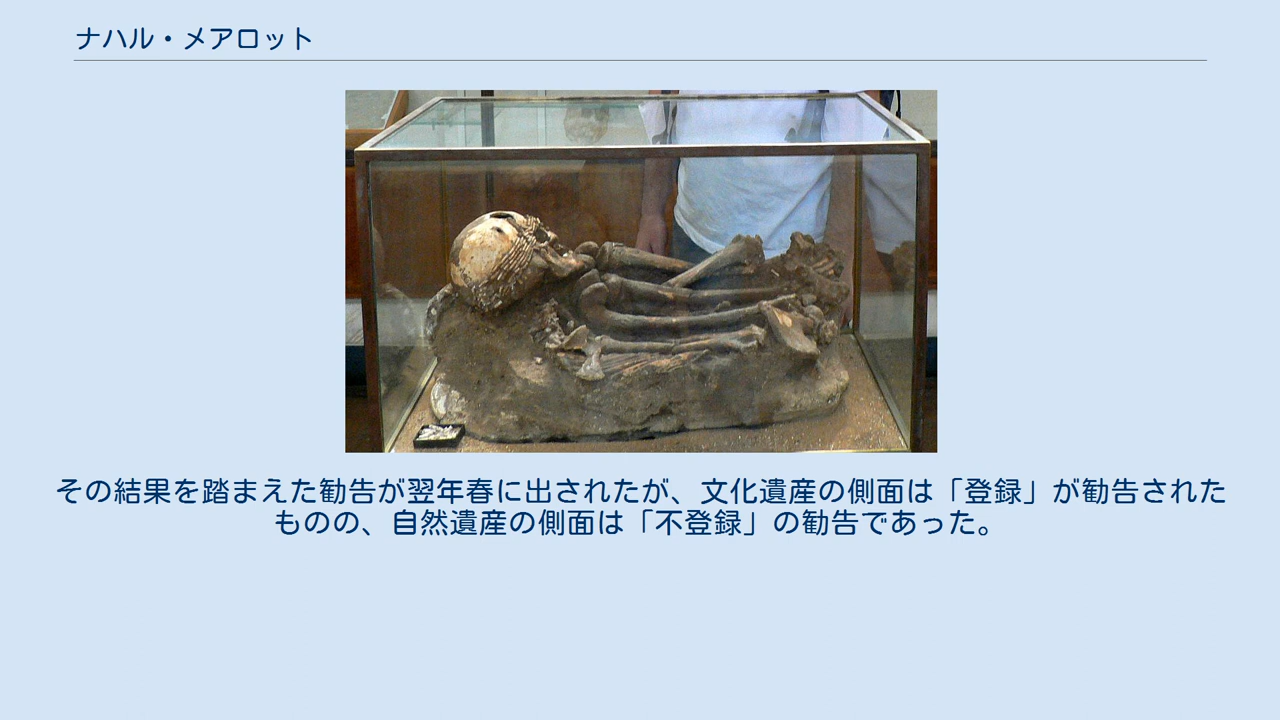 ナハル・メアロット
その結果を踏まえた勧告が翌年春に出されたが、文化遺産の側面は「登録」が勧告された
ものの、自然遺産の側面は「不登録」の勧告であった。